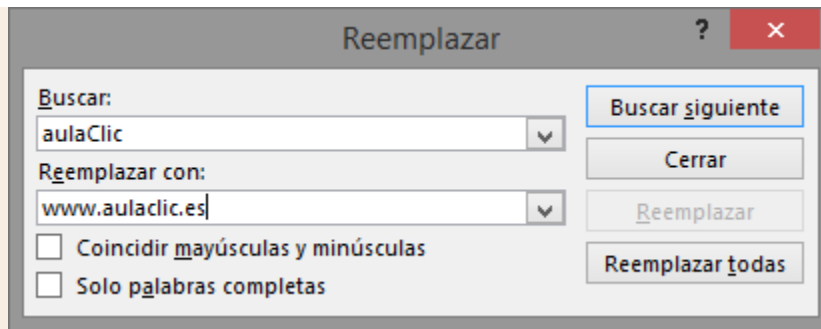 Reemplazar ? ×
Buscar:
aulaClic
Reemplazar con:
www.aulaclic.es
Coincidir mayúsculas y minúsculas
Solo palabras completas
Buscar siguiente
Cerrar
Reemplazar
Reemplazar todas